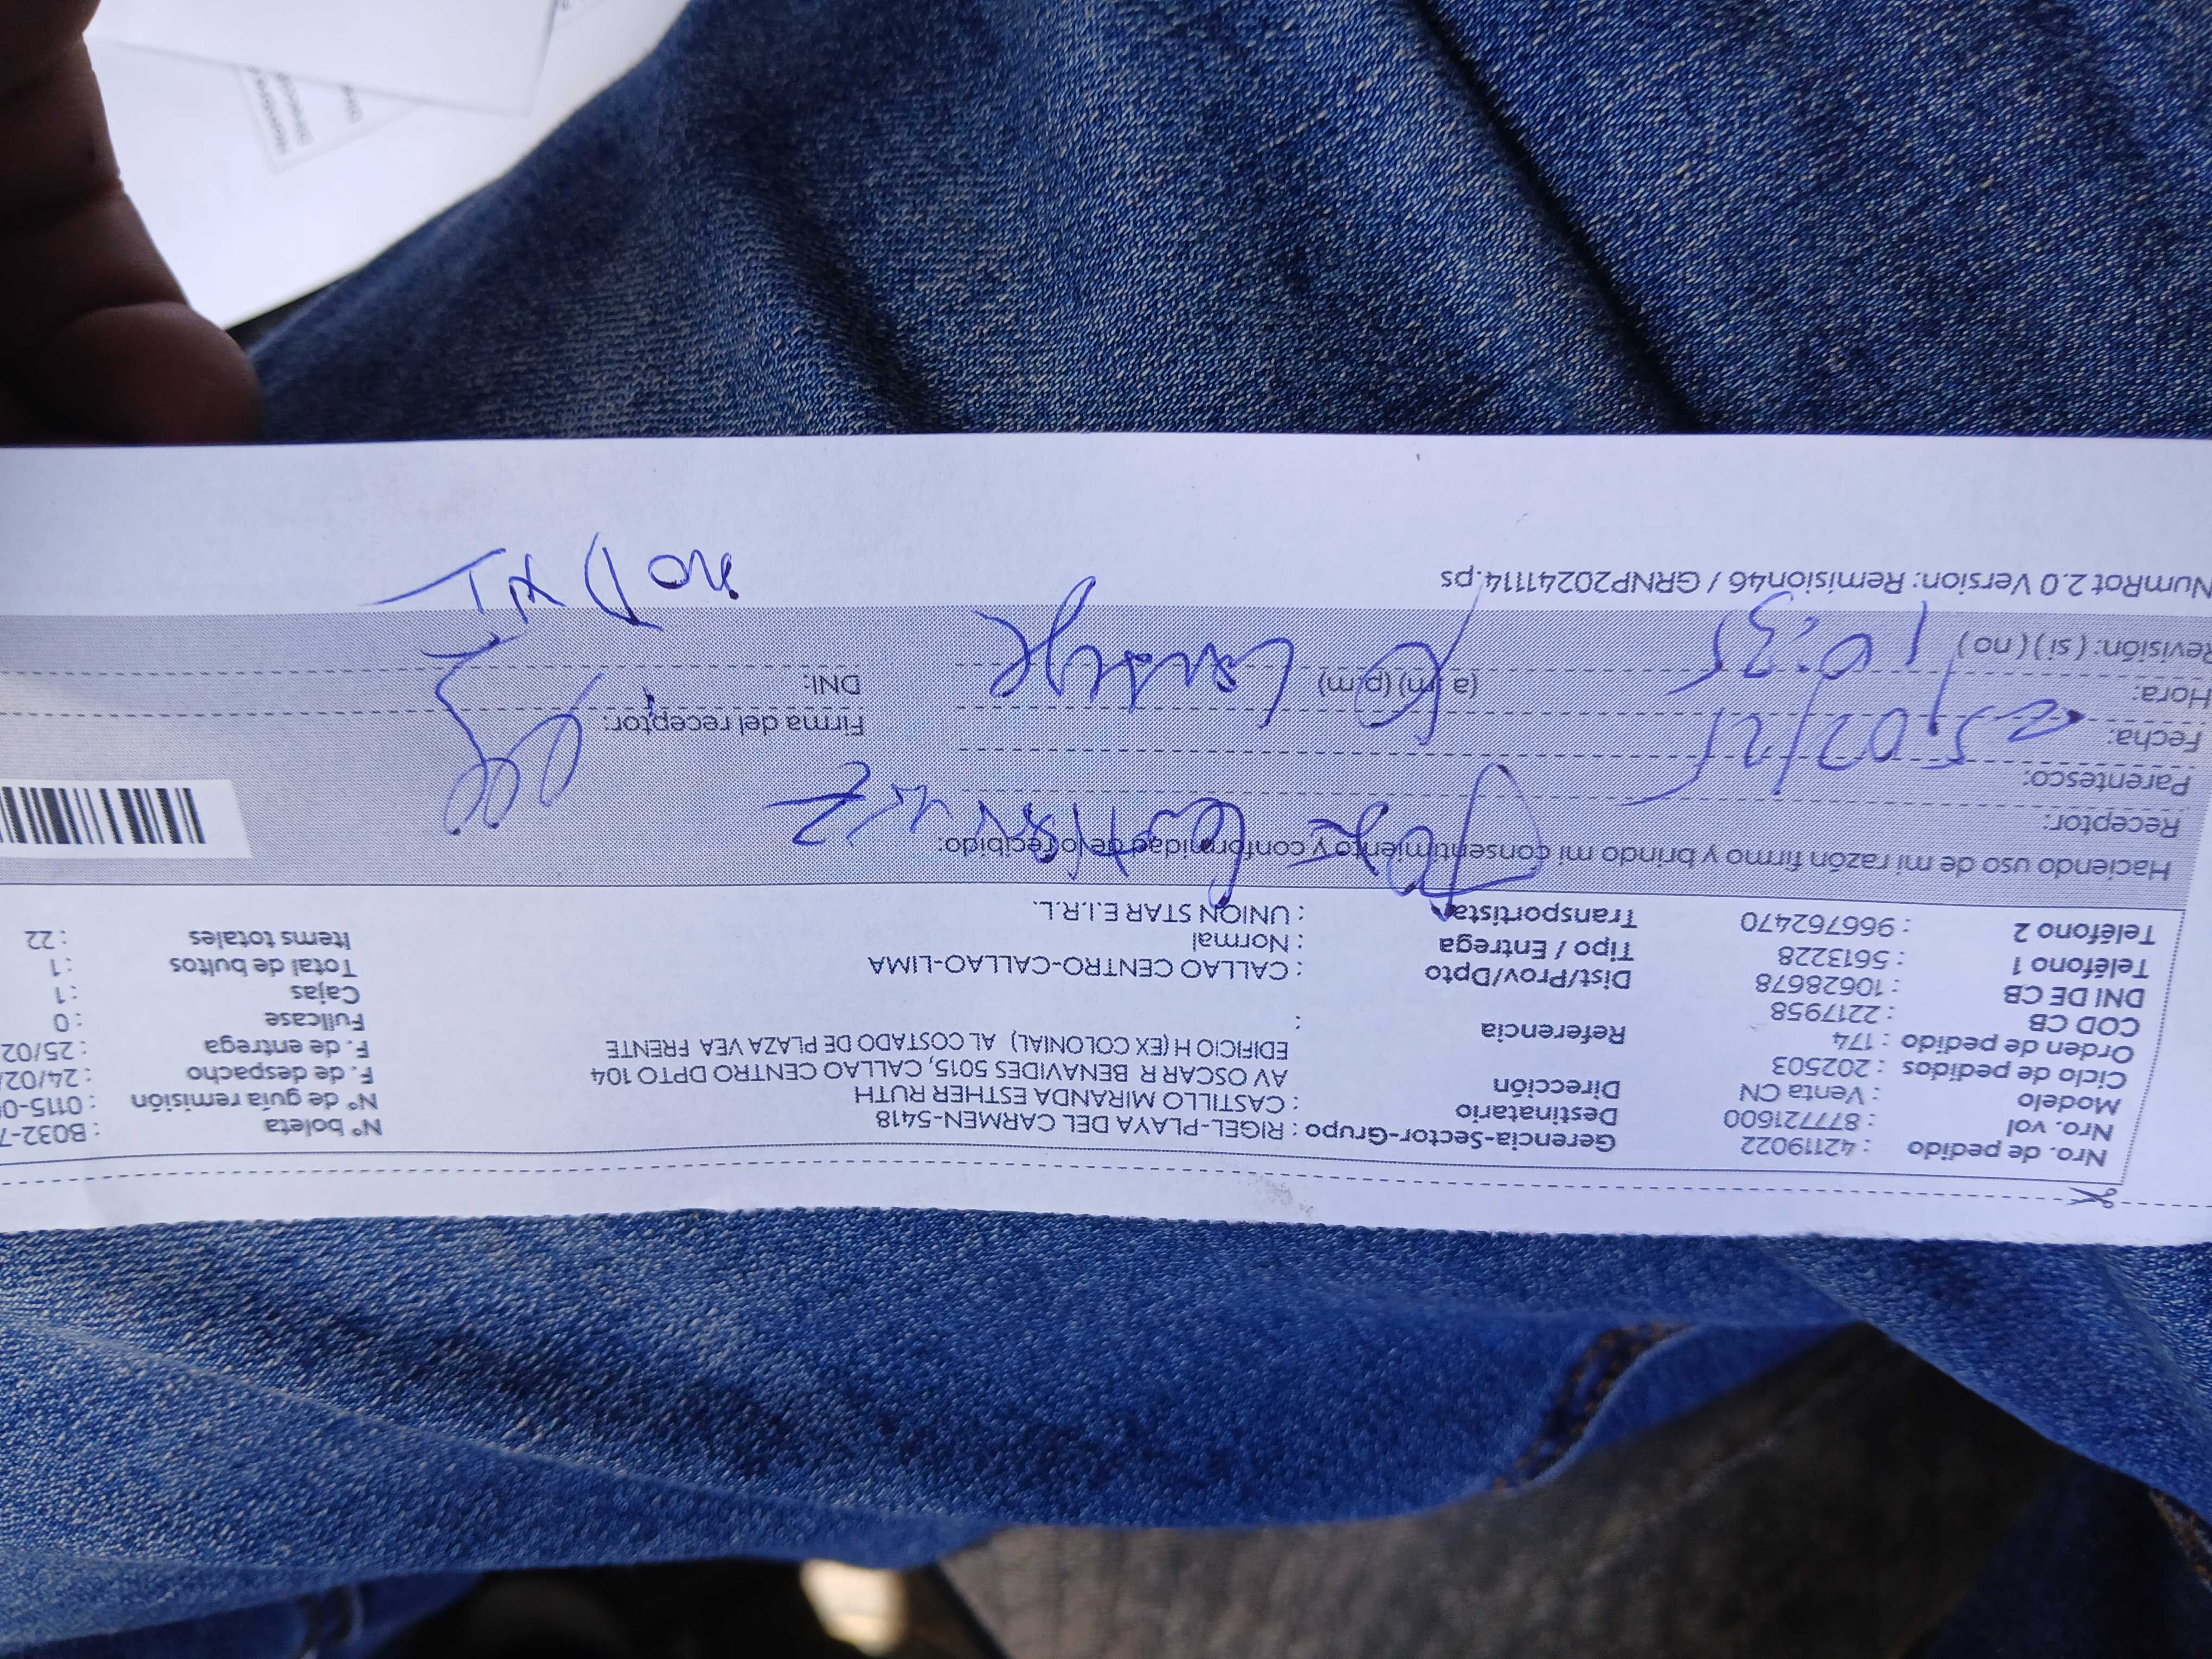 Nro. de pedido : 42119022 Gerencia-Sector-Grupo : RIGEL-PLAYA DEL CARMEN-5418 N° boleta : B032-7
Nro. vol : 877721600 Destinatario : CASTILLO MIRANDA ESTHER RUTH N° de guía remisión : 0115-0
Modelo : Venta CN Dirección AV OSCAR R BENAVIDES 5015, CALLAO CENTRO DPTO 104 F. de despacho : 24/02/
Ciclo de pedidos : 202503 EDIFICIO H (EX COLONIAL) AL COSTADO DE PLAZA VEA FRENTE F. de entrega : 25/02
Orden de pedido : 174 Referencia : Fullcase : 0
COD CB : 2217958 Cajas : 1
DNI DE CB : 10628678 Dist/Prov/Dpto : CALLAO CENTRO-CALLAO-LIMA Total de bultos : 1
Teléfono 1 : 5613228 Tipo / Entrega : Normal Items totales : 22
Teléfono 2 : 966762470 Transportista : UNION STAR E.I.R.L.
Haciendo uso de mi razón firmo y brindo mi consentimiento y conformidad de lo recibido:
Receptor:
Parentesco:
Fecha: 25/02/25 Firma del receptor:
Hora: 10:35 (a.m) (p.m) DNI:
Revisión: ( si ) ( no )
NumRot 2.0 Version: Remision46 / GRNP20241114.ps